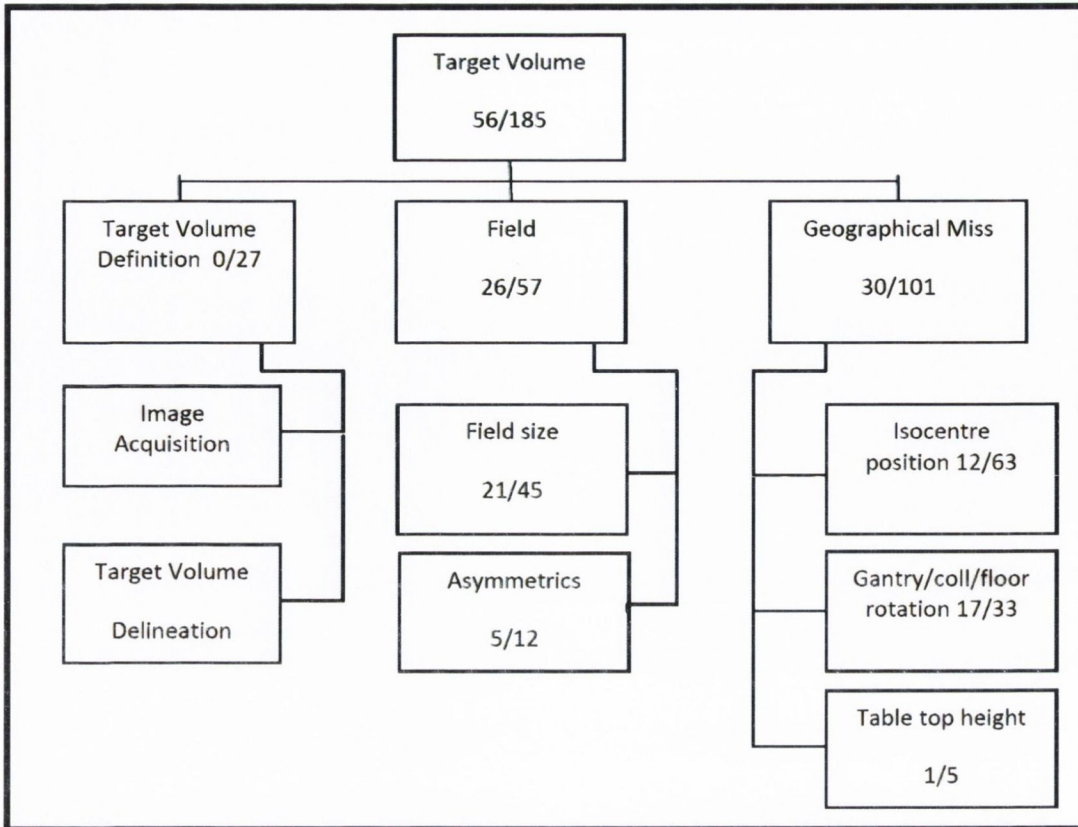 Target Volume
56/185
Target Volume
Definition 0/27
Field
26/57
Geographical Miss
30/101
Image
Acquisition
Target Volume
Delineation
Field size
21/45
Asymmetrics
5/12
Isocentre
position 12/63
Gantry/coll/floor
rotation 17/33
Table top height
1/5